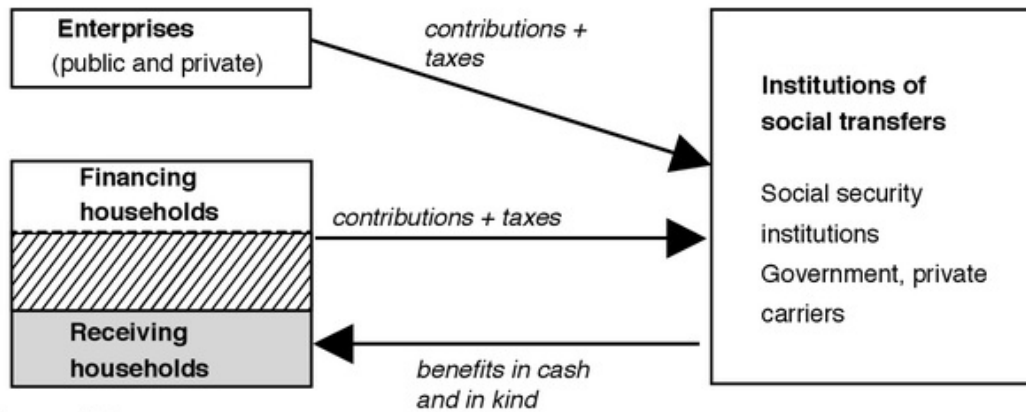 Enterprises
(public and private)
contributions +
taxes
Institutions of
social transfers
Social security
institutions
Government, private
carriers
Financing
households
contributions + taxes
Receiving
households
benefits in cash
and in kind